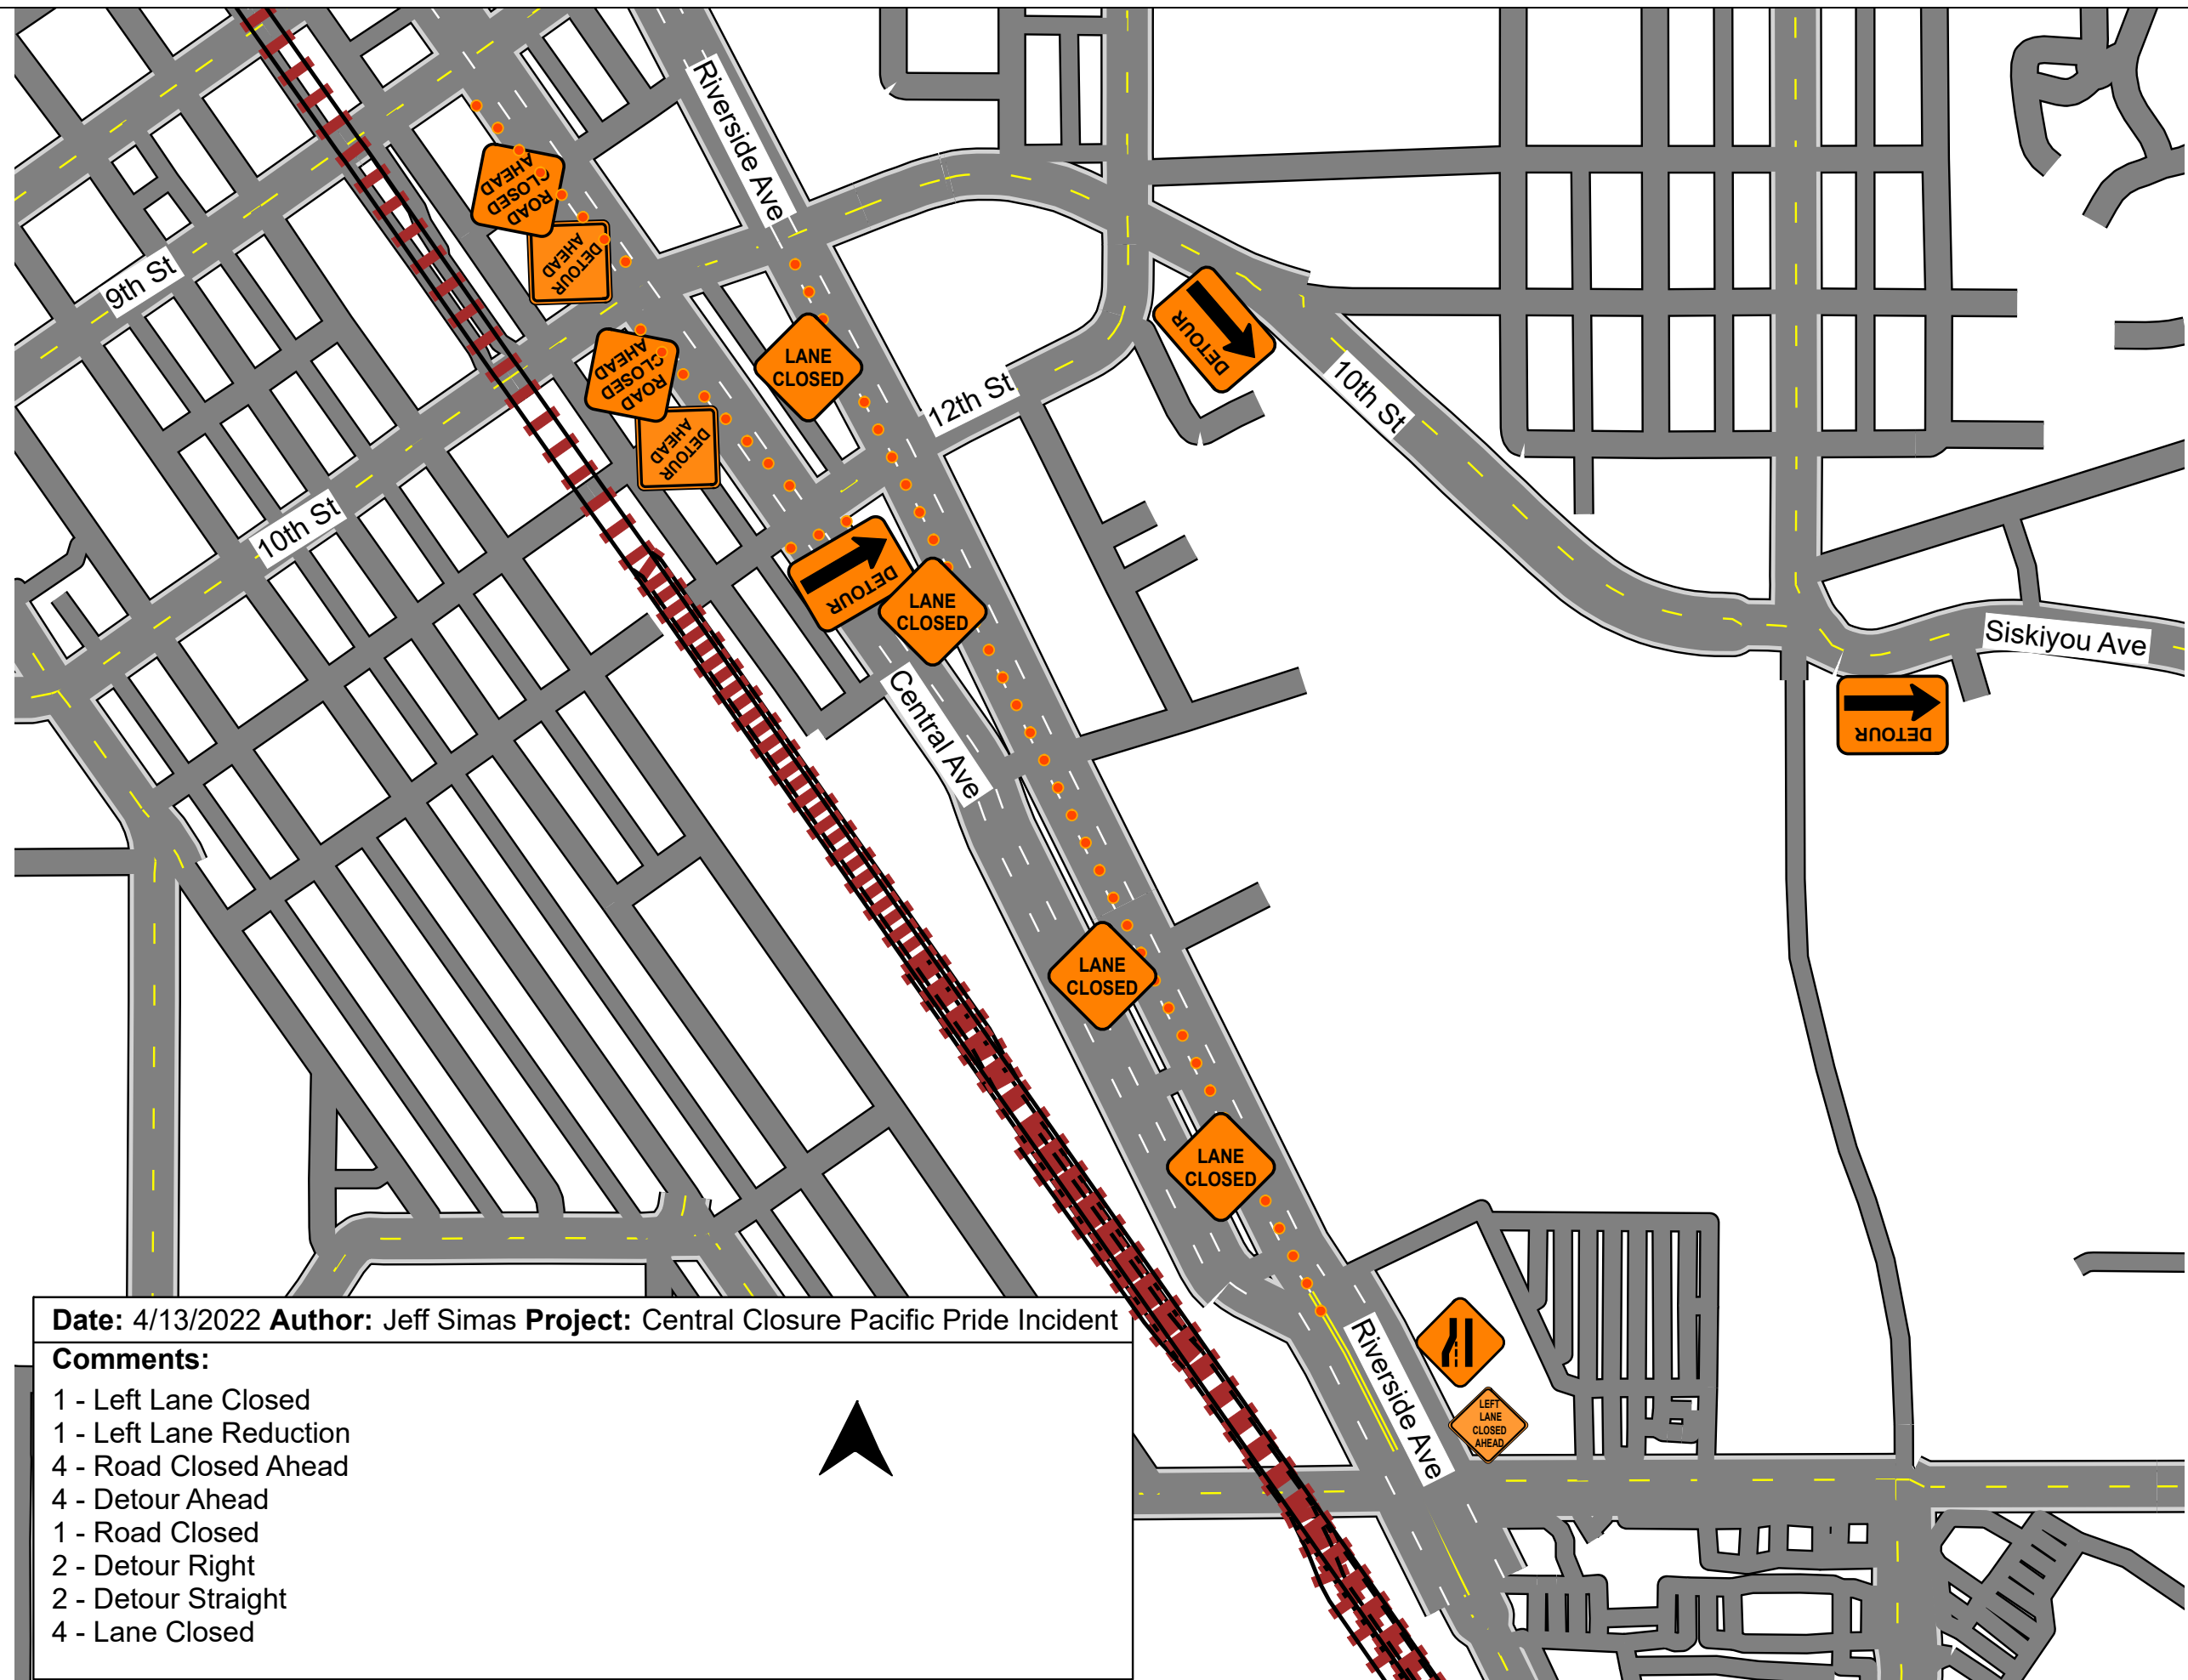 Riverside Ave
ROAD
CLOSED
AHEAD
DETOUR
AHEAD
9th St
ROAD
CLOSED
AHEAD
DETOUR
AHEAD
LANE
CLOSED
12th St
DETOUR
10th St
10th St
DETOUR
LANE
CLOSED
Siskiyou Ave
DETOUR
Central Ave
LANE
CLOSED
LANE
CLOSED
Riverside Ave
LEFT
LANE
CLOSED
AHEAD
Date: 4/13/2022 Author: Jeff Simas Project: Central Closure Pacific Pride Incident
Comments:
1 - Left Lane Closed
1 - Left Lane Reduction
4 - Road Closed Ahead
4 - Detour Ahead
1 - Road Closed
2 - Detour Right
2 - Detour Straight
4 - Lane Closed